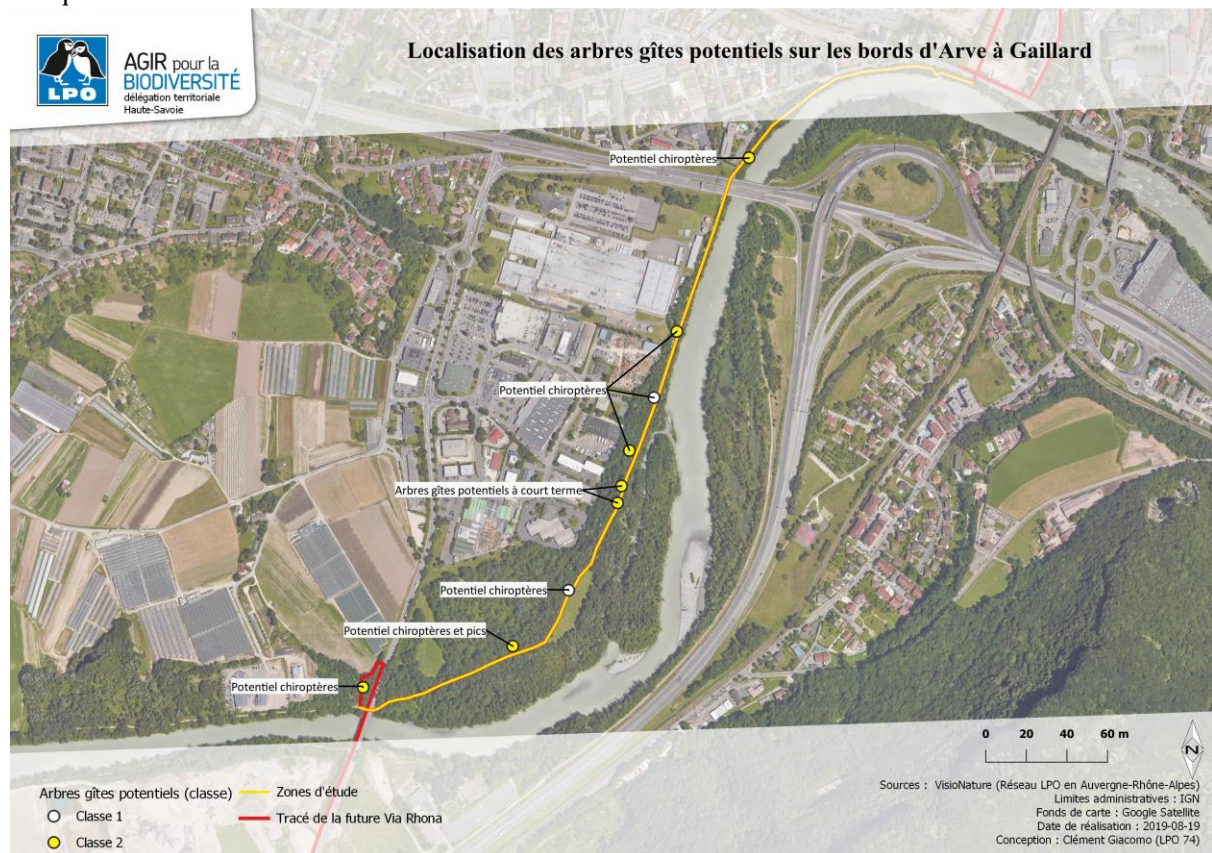 LPO
AGIR pour la
BIODIVERSITÉ
délégation territoriale
Haute-Savoie
Localisation des arbres gîtes potentiels sur les bords d'Arve à Gaillard
Potentiel chiroptères
Potentiel chiroptères
Arbres gîtes potentiels à court terme
Potentiel chiroptères
Potentiel chiroptères et pics
Potentiel chiroptères
0 20 40 60 m
N
Arbres gîtes potentiels (classe)
Classe 1
Classe 2
Zones d'étude
Tracé de la future Via Rhona
Sources : VisioNature (Réseau LPO en Auvergne-Rhône-Alpes)
Limites administratives : IGN
Fonds de carte : Google Satellite
Date de réalisation : 2019-08-19
Conception : Clément Giacomo (LPO 74)